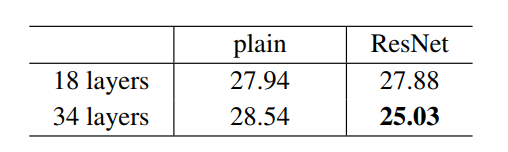 plain ResNet
18 layers 27.94 27.88
34 layers 28.54 25.03